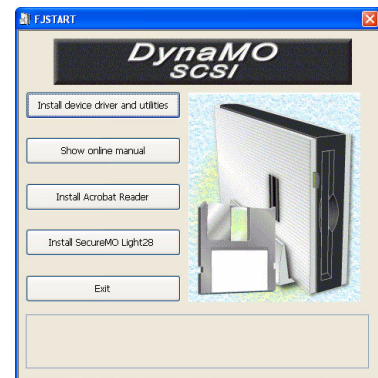 FJSTART
DynaMO
SCSI
Install device driver and utilities
Show online manual
Install Acrobat Reader
Install SecureMO Light28
Exit